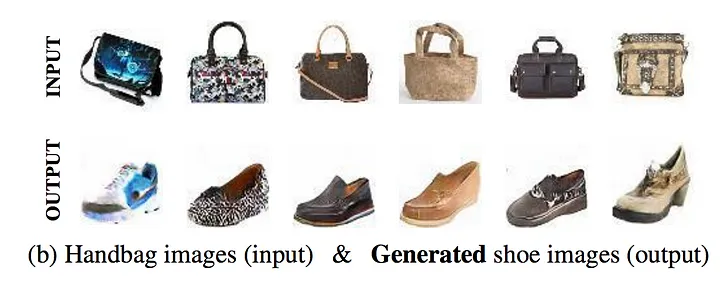 INPUT
OUTPUT
(b) Handbag images (input) & Generated shoe images (output)